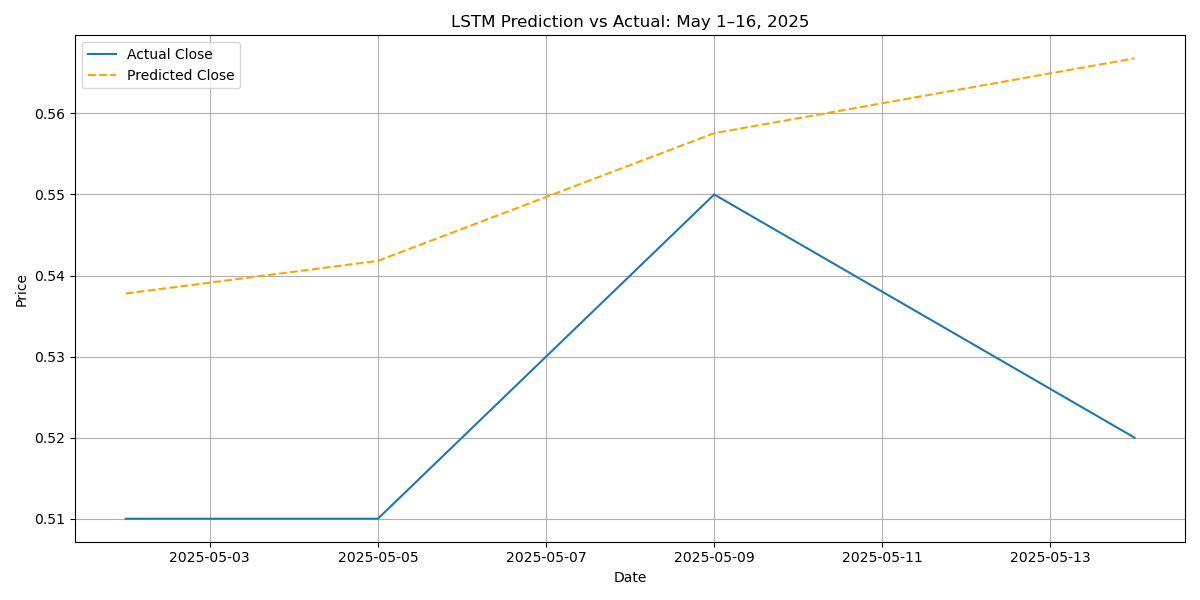 LSTM Prediction vs Actual: May 1–16, 2025
Actual Close
Predicted Close
0.56
0.55
0.54
0.53
0.52
0.51
Price
2025-05-03
2025-05-05
2025-05-07
2025-05-09
2025-05-11
2025-05-13
Date